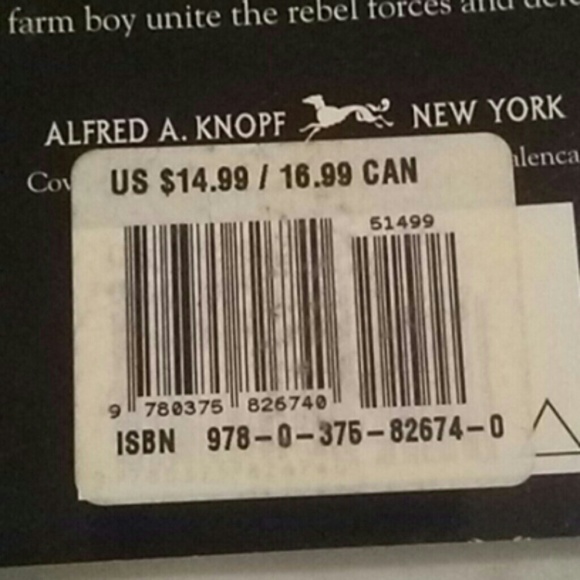 farm boy unite the rebel forces and
ALFRED A. KNOPF NEW YORK
US $14.99 / 16.99 CAN
51499
9 780375 826740
ISBN 978-0-375-82674-0